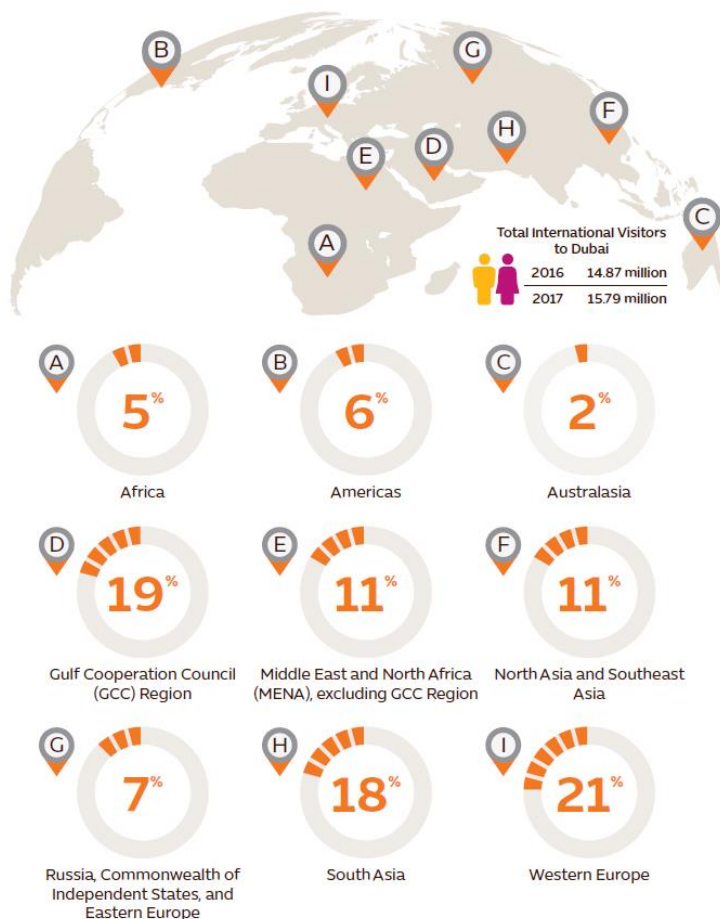 B
G
I
F
H
D
E
C
A
Total International Visitors
to Dubai
2016 14.87 million
2017 15.79 million
A
5%
Africa
B
6%
Americas
C
2%
Australasia
D
19%
Gulf Cooperation Council
(GCC) Region
E
11%
Middle East and North Africa
(MENA), excluding GCC Region
F
11%
North Asia and Southeast
Asia
G
7%
Russia, Commonwealth of
Independent States, and
Eastern Europe
H
18%
South Asia
I
21%
Western Europe